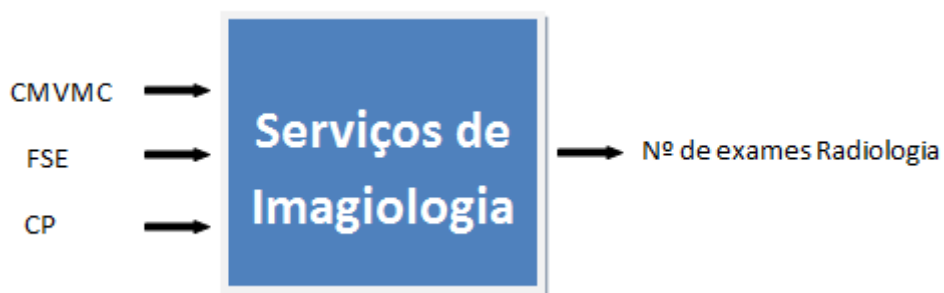 CMVMC
FSE
CP
Serviços de
Imagiologia
Nº de exames Radiologia